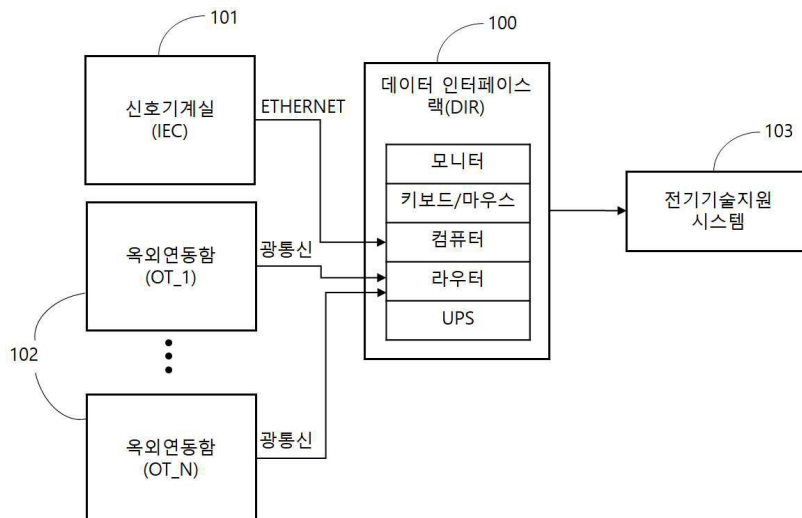 101
신호기계실
(IEC)
ETHERNET
100
데이터 인터페이스
랙(DIR)
모니터
키보드/마우스
컴퓨터
라우터
UPS
103
전기기술지원
시스템
옥외연동함
(OT_1)
광통신
102
옥외연동함
(OT_N)
광통신